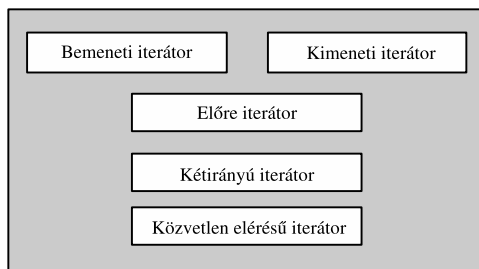 Bemeneti iterátor
Kimeneti iterátor
Előre iterátor
Kétirányú iterátor
Közvetlen elérésű iterátor